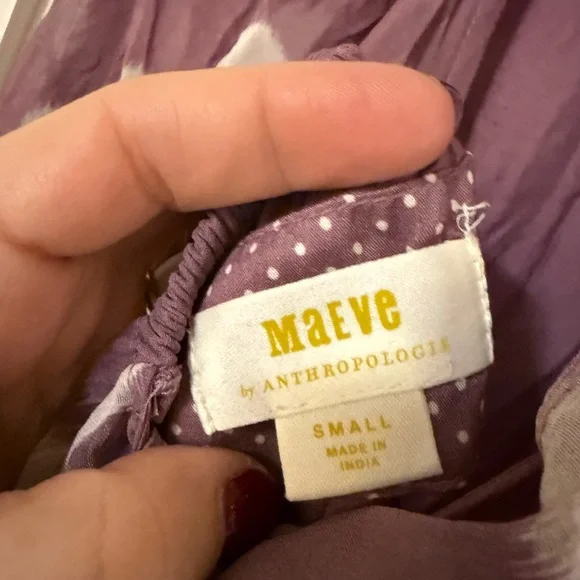 MaEVe
by ANTHROPOLOGIE
SMALL
MADE IN
INDIA